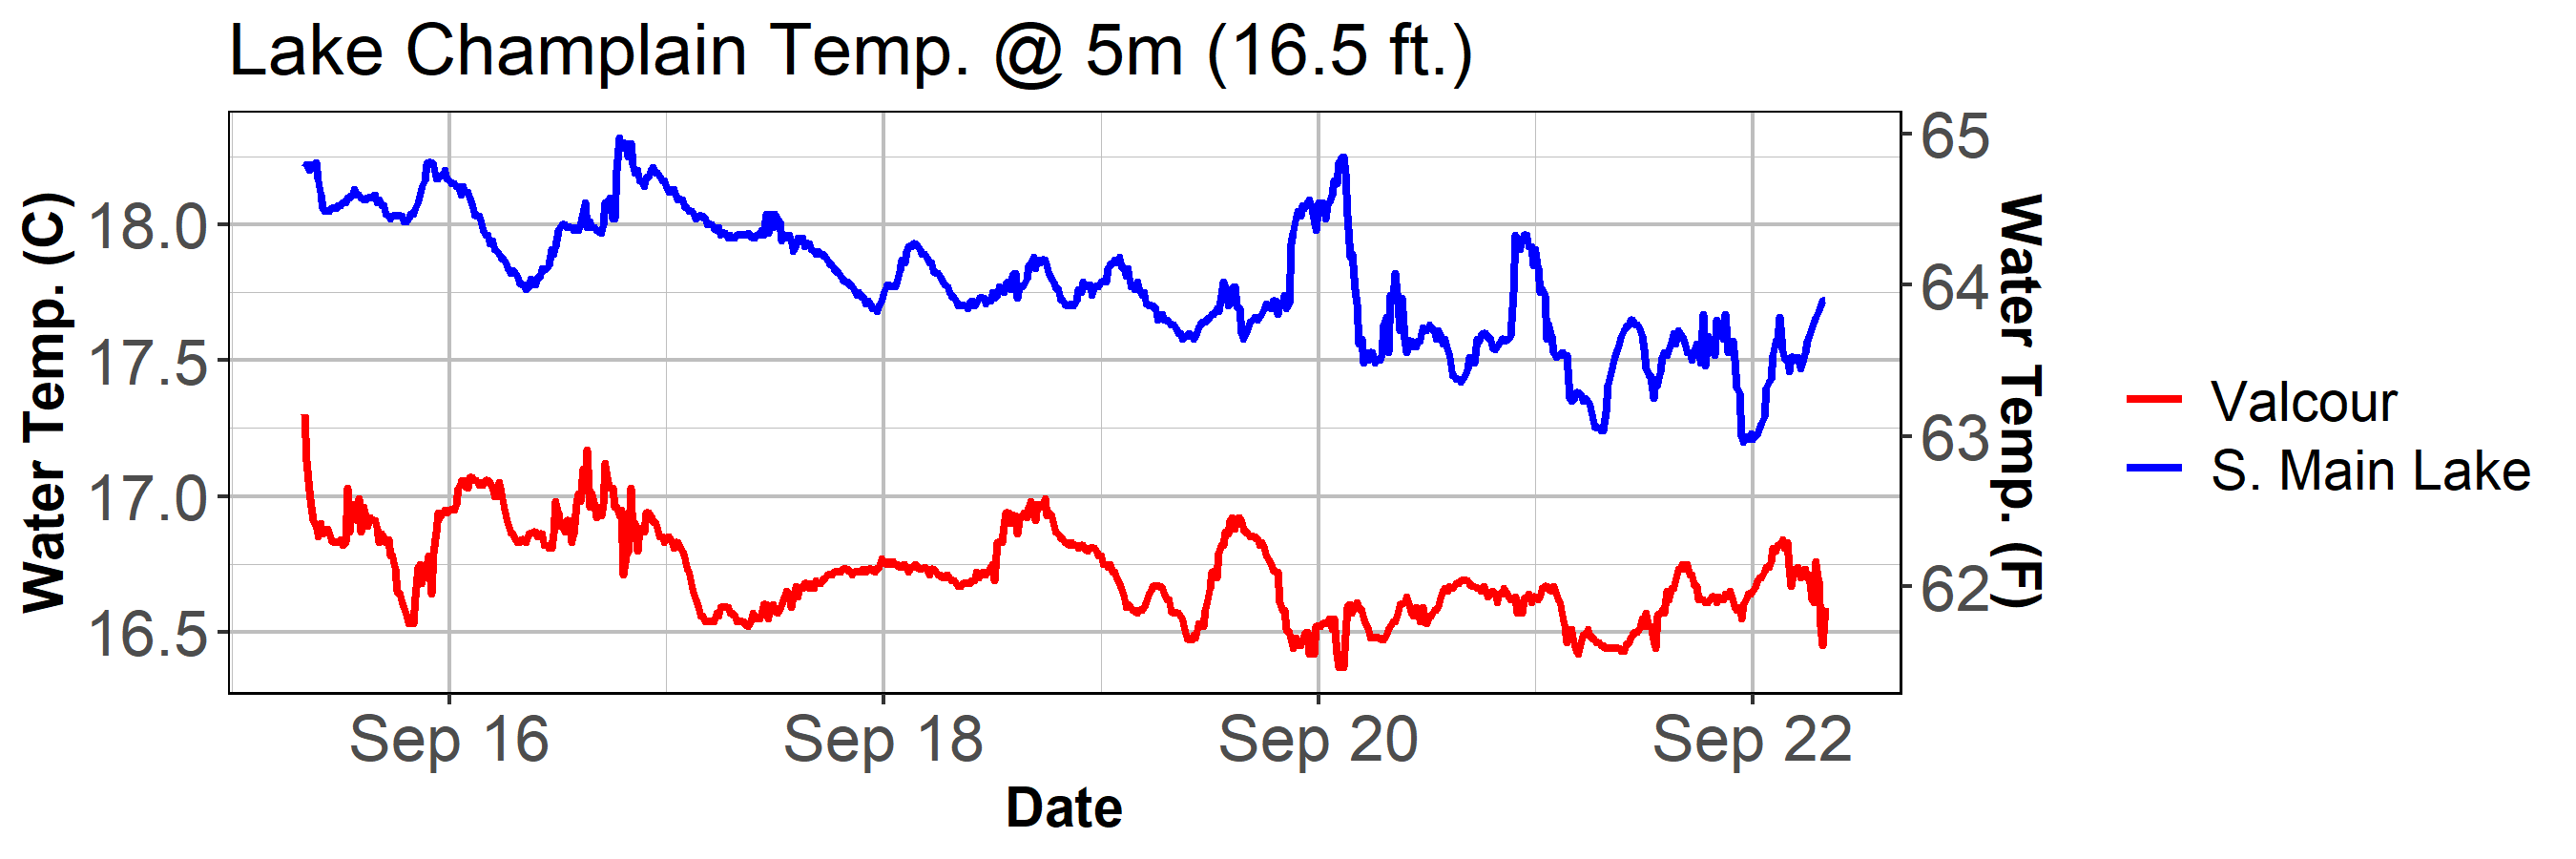 Lake Champlain Temp. @ 5m (16.5 ft.)
Water Temp. (C)
18.0
17.5
17.0
16.5
65
64
63
62
Water Temp. (F)
Sep 16 Sep 18 Sep 20 Sep 22
Date
Valcour
S. Main Lake